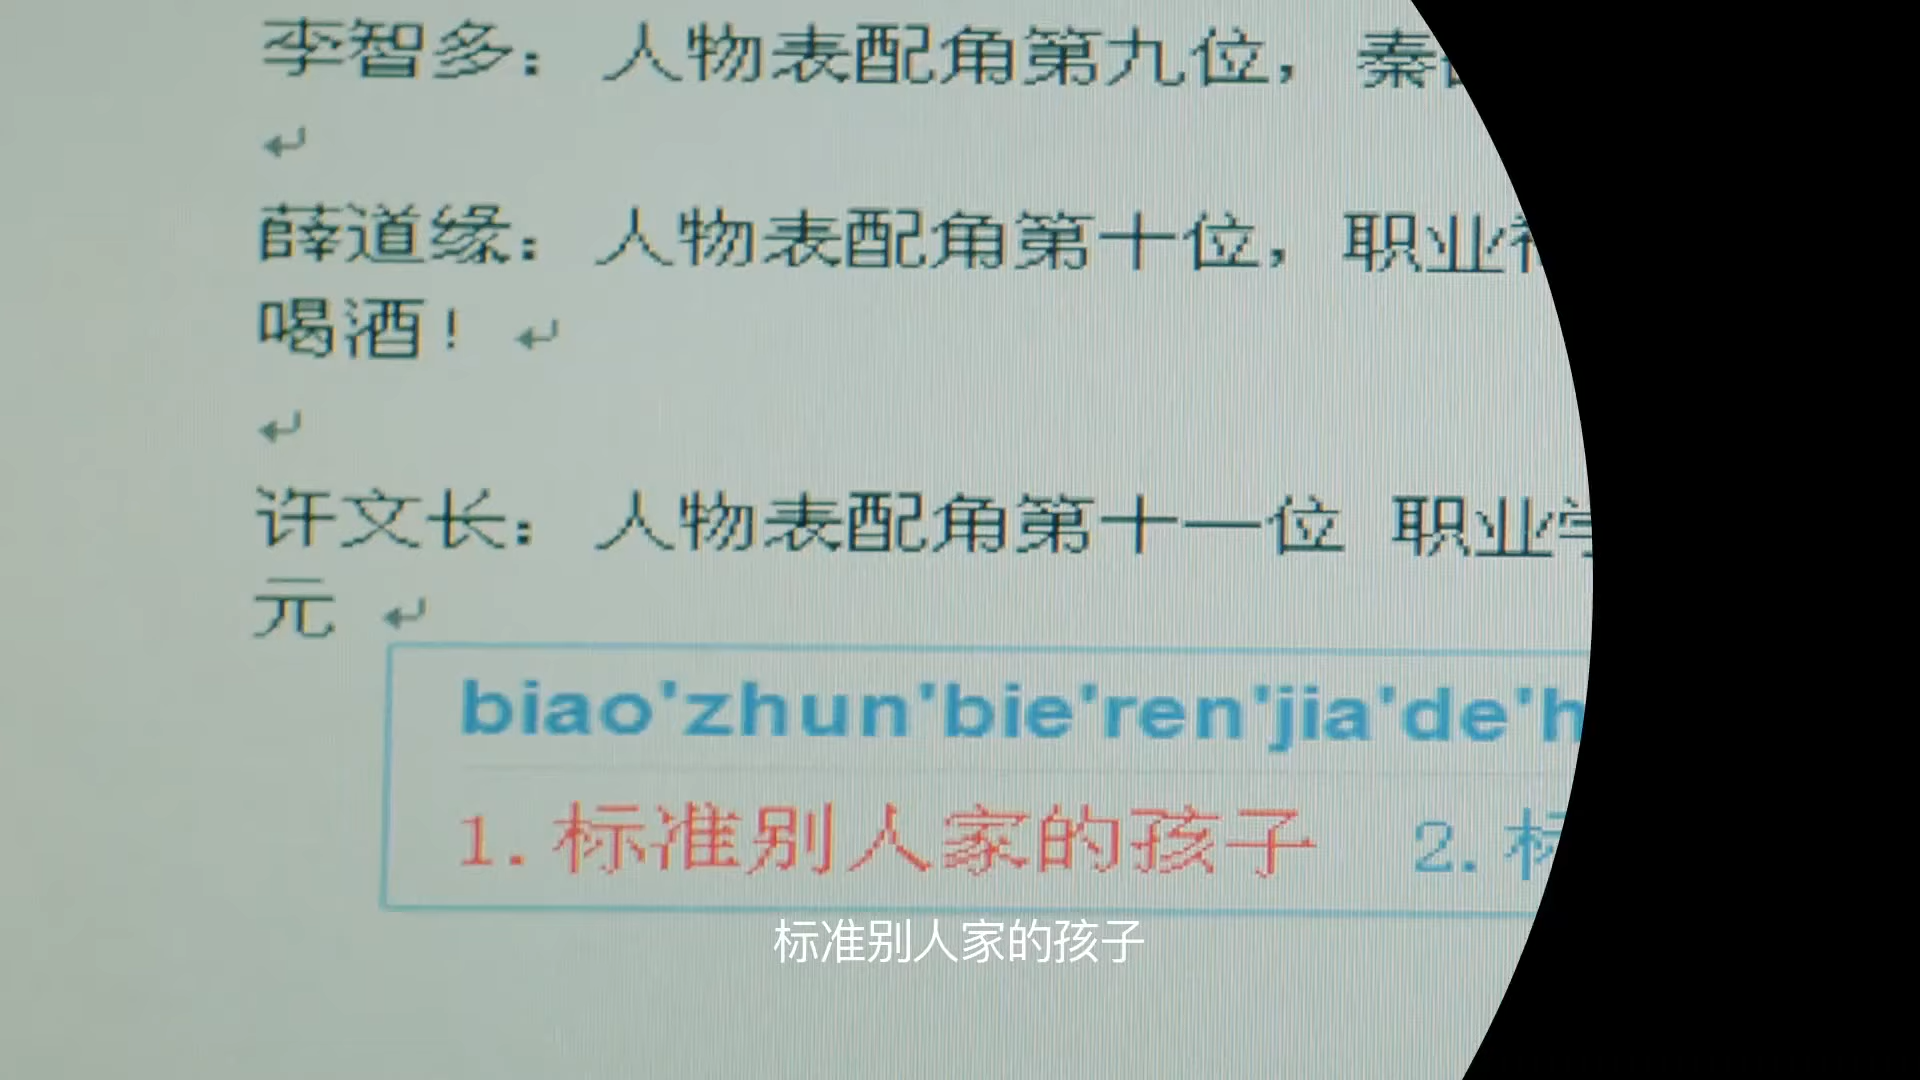 李智多：人物表配角第九位，秦
薛道缘：人物表配角第十位，职业
喝酒！
许文长：人物表配角第十一位 职业学
元
biao'zhun'bie'ren'jia'de'h
1.标准别人家的孩子 2.标
标准别人家的孩子